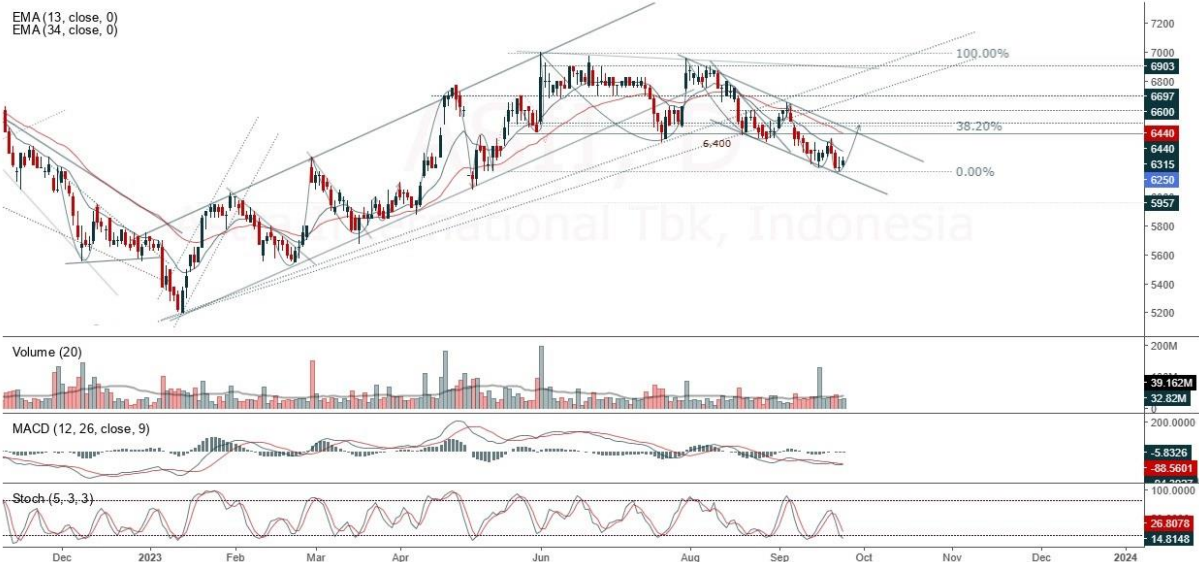 EMA (13, close, 0)
EMA (34, close, 0)
7200
7000
100.00%
6903
6800
6697
6600
38.20%
6440
6440
6,400
6315
0.00%
6250
5957
International Tbk, Indonesia
5800
5600
5400
5200
Volume (20)
200M
39.162M
32.82M
0
MACD (12, 26, close, 9)
200.0000
-5.8326
-88.5601
Stoch (5, 3, 3)
100.0000
26.8078
14.8148
Dec 2023 Feb Mar Apr Jun Aug Sep Oct Nov Dec 2024